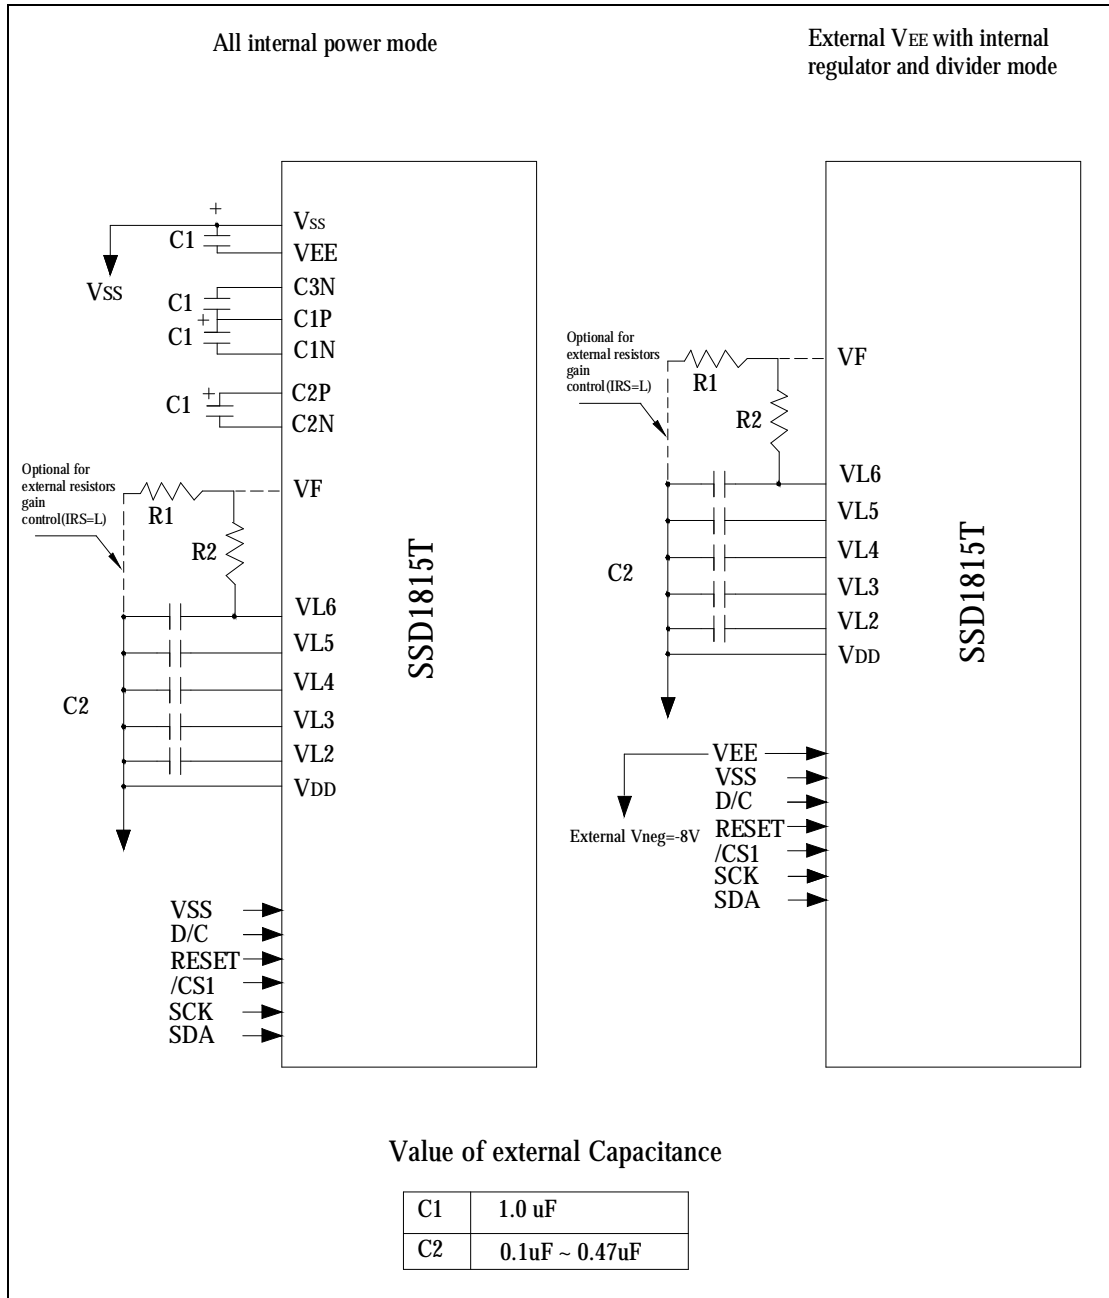 All internal power mode
External VEE with internal
regulator and divider mode
+
VSS
C1
VEE
VSS
C3N
C1
C1P
+
C1
C1N
+
C2P
C1
C2N
Optional for
external resistors
gain
control(IRS=L)
VF
R1
R2
VL6
VL5
VL4
C2
VL3
VL2
VDD
SSD1815T
VSS
D/C
RESET
/CS1
SCK
SDA
Optional for
external resistors
gain
control(IRS=L)
VF
R1
R2
VL6
VL5
VL4
C2
VL3
VL2
VDD
SSD1815T
VEE
VSS
D/C
External Vneg=-8V
RESET
/CS1
SCK
SDA
Value of external Capacitance
C1 1.0 uF
C2 0.1uF ~ 0.47uF